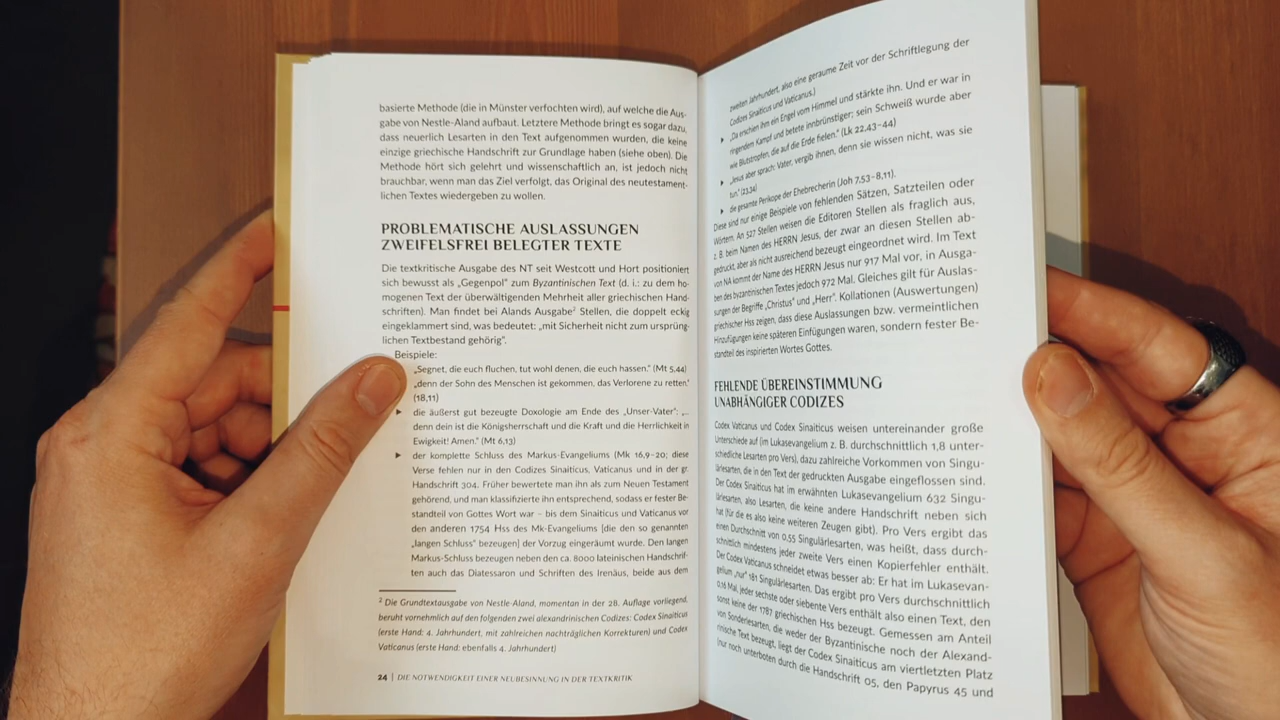 basierte Methode (die in Münster verfochten wird), auf welche die Aus-
gabe von Nestle-Aland aufbaut. Letztere Methode bringt es sogar dazu,
dass neuerlich Lesarten in den Text aufgenommen wurden, die keine
einzige griechische Handschrift zur Grundlage haben (siehe oben). Die
Methode hört sich gelehrt und wissenschaftlich an, ist jedoch nicht
brauchbar, wenn man das Ziel verfolgt, das Original des neutestament-
lichen Textes wiedergeben zu wollen.
PROBLEMATISCHE AUSLASSUNGEN
ZWEIFELSFREI BELEGTER TEXTE
Die textkritische Ausgabe des NT seit Westcott und Hort positioniert
sich bewusst als „Gegenpol" zum Byzantinischen Text (d. i.: zu dem ho-
mogenen Text der überwältigenden Mehrheit aller griechischen Hand-
schriften). Man findet bei Alands Ausgabe² Stellen, die doppelt eckig
eingeklammert sind, was bedeutet: „mit Sicherheit nicht zum ursprüng-
lichen Textbestand gehörig".
Beispiele:
„Segnet, die euch fluchen, tut wohl denen, die euch hassen." (Mt 5,44)
„denn der Sohn des Menschen ist gekommen, das Verlorene zu retten."
(18,11)
▶ die äußerst gut bezeugte Doxologie am Ende des „Unser-Vater": „...
denn dein ist die Königsherrschaft und die Kraft und die Herrlichkeit in
Ewigkeit! Amen." (Mt 6,13)
▶ der komplette Schluss des Markus-Evangeliums (Mk 16,9–20; diese
Verse fehlen nur in den Codizes Sinaiticus, Vaticanus und in der gr.
Handschrift 304. Früher bewertete man ihn als zum Neuen Testament
gehörend, und man klassifizierte ihn entsprechend, sodass er fester Be-
standteil von Gottes Wort war – bis dem Sinaiticus und Vaticanus vor
den anderen 1754 Hss des Mk-Evangeliums [die den so genannten
„langen Schluss" bezeugen] der Vorzug eingeräumt wurde. Den langen
Markus-Schluss bezeugen neben den ca. 8000 lateinischen Handschrif-
ten auch das Diatessaron und Schriften des Irenäus, beide aus dem
² Die Grundtextausgabe von Nestle-Aland, momentan in der 28. Auflage vorliegend,
beruht vornehmlich auf den folgenden zwei alexandrinischen Codizes: Codex Sinaiticus
(erste Hand: 4. Jahrhundert, mit zahlreichen nachträglichen Korrekturen) und Codex
Vaticanus (erste Hand: ebenfalls 4. Jahrhundert)
24 | DIE NOTWENDIGKEIT EINER NEUBESINNUNG IN DER TEXTKRITIK
zweiten Jahrhundert, also eine geraume Zeit vor der Schriftlegung der
Codizes Sinaiticus und Vaticanus.)
▶ „Da erschien ihm ein Engel vom Himmel und stärkte ihn. Und er war in
ringendem Kampf und betete innbrünstiger; sein Schweiß wurde aber
wie Blutstropfen, die auf die Erde fielen." (Lk 22,43–44)
▶ „Jesus aber sprach: Vater, vergib ihnen, denn sie wissen nicht, was sie
tun." (23,34)
▶ die gesamte Perikope der Ehebrecherin (Joh 7,53–8,11).
Diese sind nur einige Beispiele von fehlenden Sätzen, Satzteilen oder
Wörtern. An 527 Stellen weisen die Editoren Stellen als fraglich aus,
z. B. beim Namen des HERRN Jesus, der zwar an diesen Stellen ab-
gedruckt, aber als nicht ausreichend bezeugt eingeordnet wird. Im Text
von NA kommt der Name des HERRN Jesus nur 917 Mal vor, in Ausga-
ben des byzantinischen Textes jedoch 972 Mal. Gleiches gilt für Auslas-
sungen der Begriffe „Christus" und „Herr". Kollationen (Auswertungen)
griechischer Hss zeigen, dass diese Auslassungen bzw. vermeintlichen
Hinzufügungen keine späteren Einfügungen waren, sondern fester Be-
standteil des inspirierten Wortes Gottes.
FEHLENDE ÜBEREINSTIMMUNG
UNABHÄNGIGER CODIZES
Codex Vaticanus und Codex Sinaiticus weisen untereinander große
Unterschiede auf (im Lukasevangelium z. B. durchschnittlich 1,8 unter-
schiedliche Lesarten pro Vers), dazu zahlreiche Vorkommen von Singu-
lärlesarten, die in den Text der gedruckten Ausgabe eingeflossen sind.
Der Codex Sinaiticus hat im erwähnten Lukasevangelium 632 Singu-
lärlesarten, also Lesarten, die keine andere Handschrift neben sich
hat (für die es also keine weiteren Zeugen gibt). Pro Vers ergibt das
einen Durchschnitt von 0,55 Singulärlesarten, was heißt, dass durch-
schnittlich mindestens jeder zweite Vers einen Kopierfehler enthält.
Der Codex Vaticanus schneidet etwas besser ab: Er hat im Lukasevan-
gelium „nur" 181 Singulärlesarten. Das ergibt pro Vers durchschnittlich
0,16 Mal, jeder sechste oder siebente Vers enthält also einen Text, den
sonst keine der 1787 griechischen Hss bezeugt. Gemessen am Anteil
von Sonderlesarten, die weder der Byzantinische noch der Alexand-
rinische Text bezeugt, liegt der Codex Sinaiticus am viertletzten Platz
(nur noch unterboten durch die Handschrift 05, den Papyrus 45 und